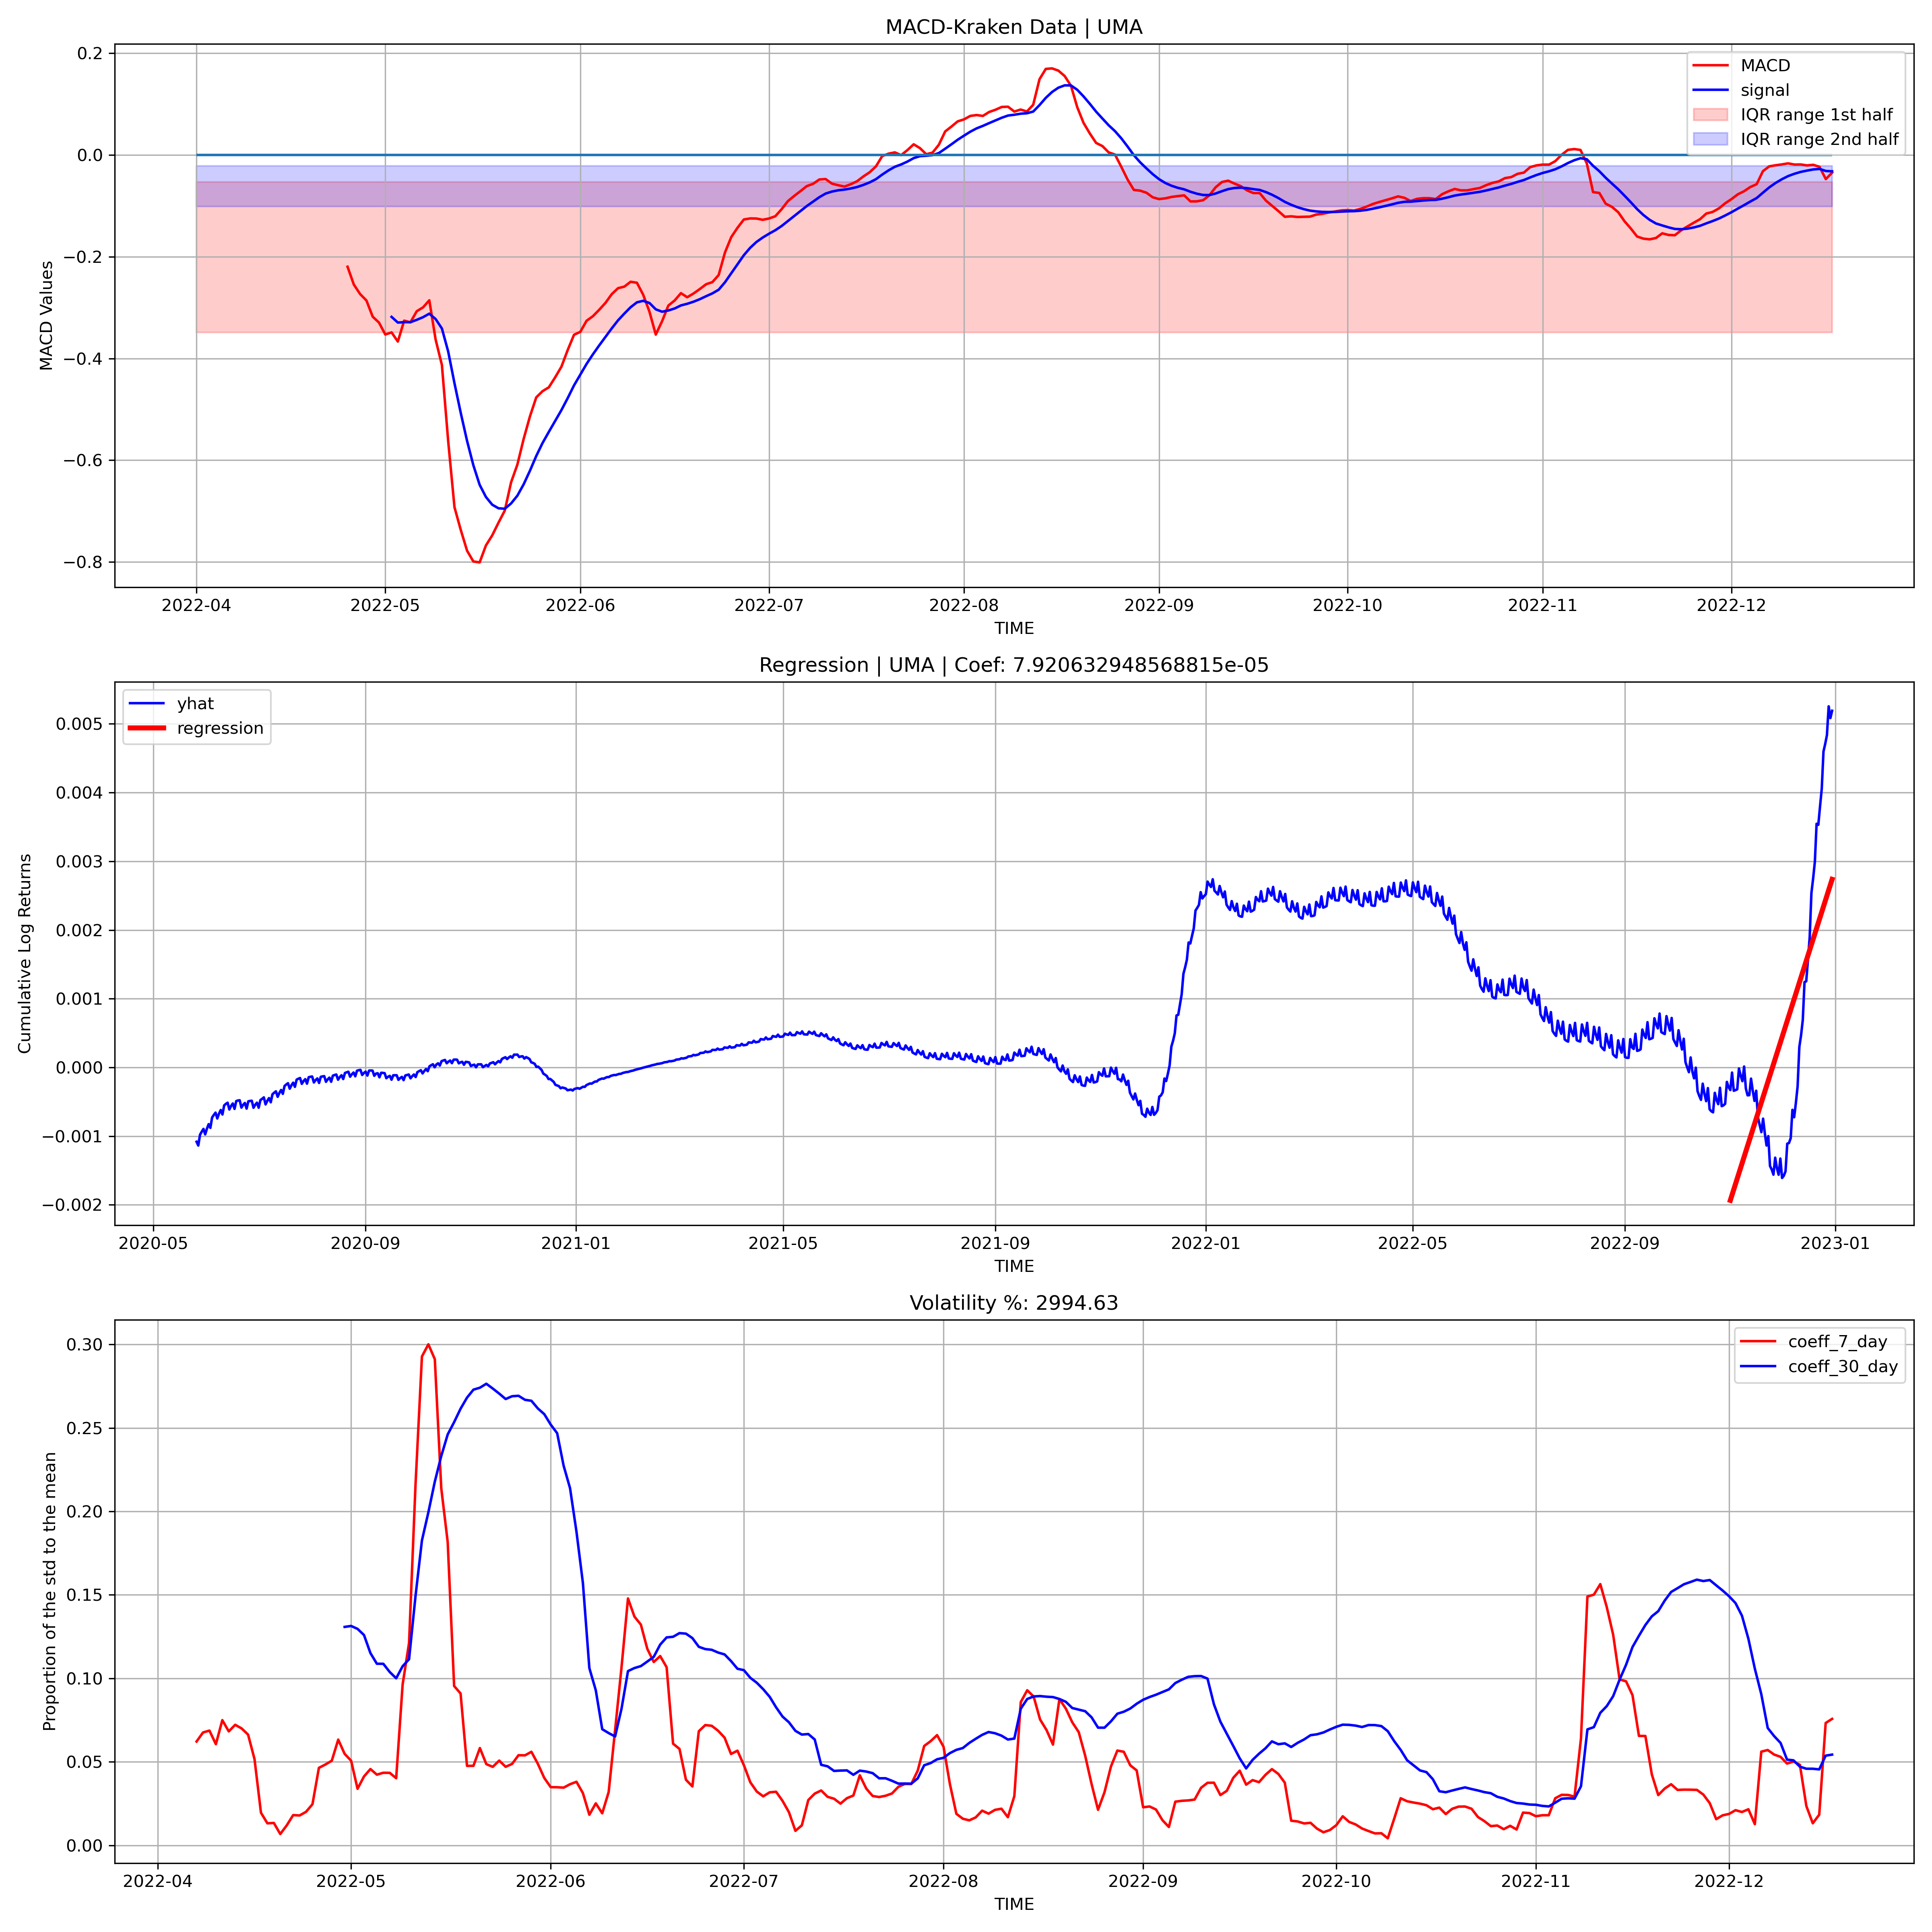 MACD-Kraken Data | UMA
MACD Values
0.2
0.0
−0.2
−0.4
−0.6
−0.8
MACD
signal
IQR range 1st half
IQR range 2nd half
2022-04 2022-05 2022-06 2022-07 2022-08 2022-09 2022-10 2022-11 2022-12
TIME
Regression | UMA | Coef: 7.920632948568815e-05
Cumulative Log Returns
yhat
regression
0.005
0.004
0.003
0.002
0.001
0.000
−0.001
−0.002
2020-05 2020-09 2021-01 2021-05 2021-09 2022-01 2022-05 2022-09 2023-01
TIME
Volatility %: 2994.63
Proportion of the std to the mean
coeff_7_day
coeff_30_day
0.30
0.25
0.20
0.15
0.10
0.05
0.00
2022-04 2022-05 2022-06 2022-07 2022-08 2022-09 2022-10 2022-11 2022-12
TIME